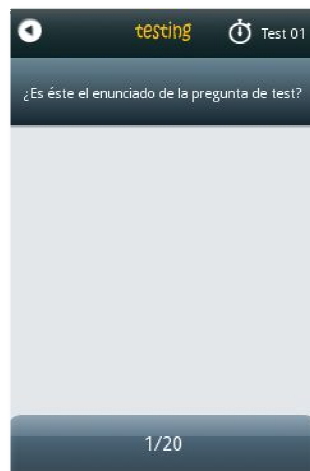 testing Test 01
¿Es éste el enunciado de la pregunta de test?
1/20